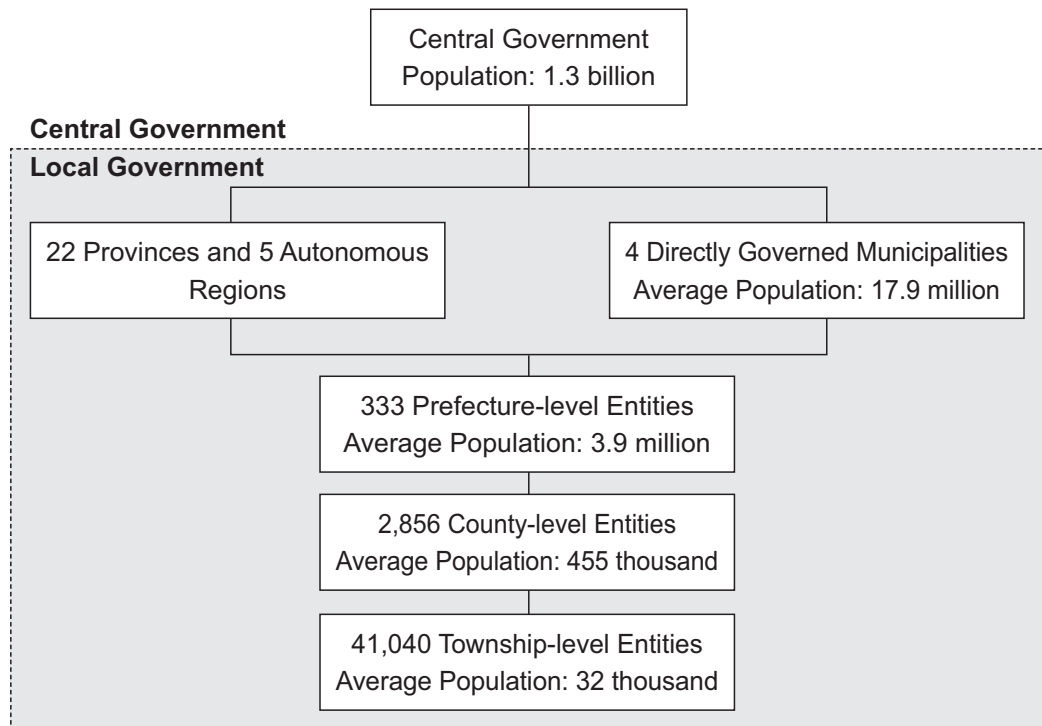 Central Government
Population: 1.3 billion
Central Government
Local Government
22 Provinces and 5 Autonomous
Regions
4 Directly Governed Municipalities
Average Population: 17.9 million
333 Prefecture-level Entities
Average Population: 3.9 million
2,856 County-level Entities
Average Population: 455 thousand
41,040 Township-level Entities
Average Population: 32 thousand